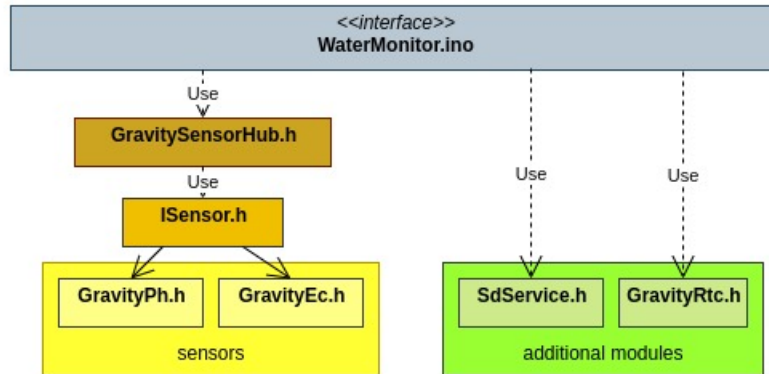 <<interface>>
WaterMonitor.ino
Use
GravitySensorHub.h
Use
Use
Use
ISensor.h
GravityPh.h
GravityEc.h
SdService.h
GravityRtc.h
sensors
additional modules